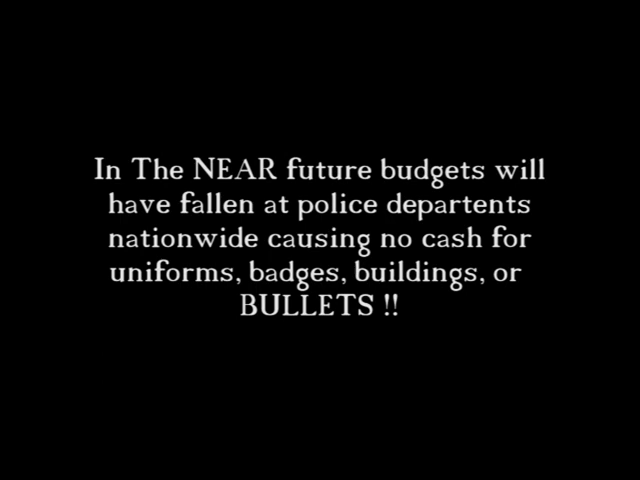 In The NEAR future budgets will
have fallen at police departents
nationwide causing no cash for
uniforms, badges, buildings, or
BULLETS !!